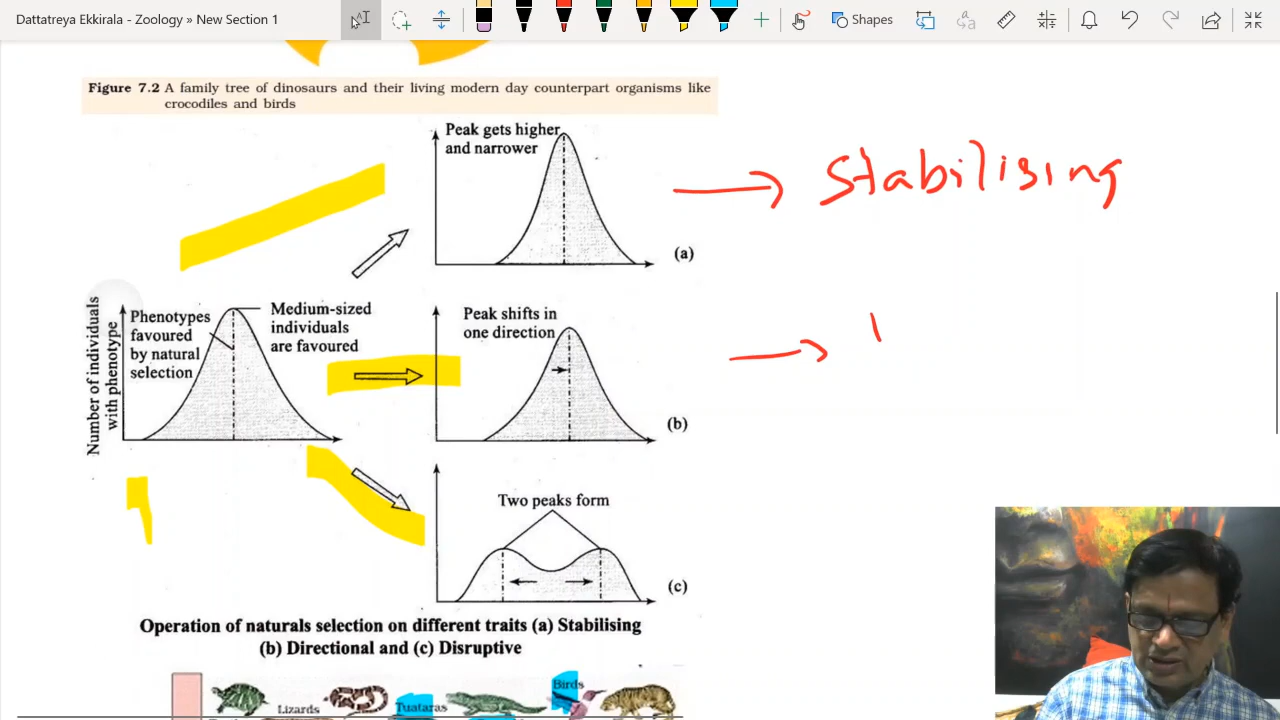 Dattatreya Ekkirala - Zoology » New Section 1
Shapes
Figure 7.2 A family tree of dinosaurs and their living modern day counterpart organisms like
crocodiles and birds
Peak gets higher
and narrower
Stabilising
(a)
Number of individuals
with phenotype
Phenotypes
favoured
by natural
selection
Medium-sized
individuals
are favoured
Peak shifts in
one direction
(b)
Two peaks form
(c)
Operation of naturals selection on different traits (a) Stabilising
(b) Directional and (c) Disruptive
Lizards
Tuataras
Birds